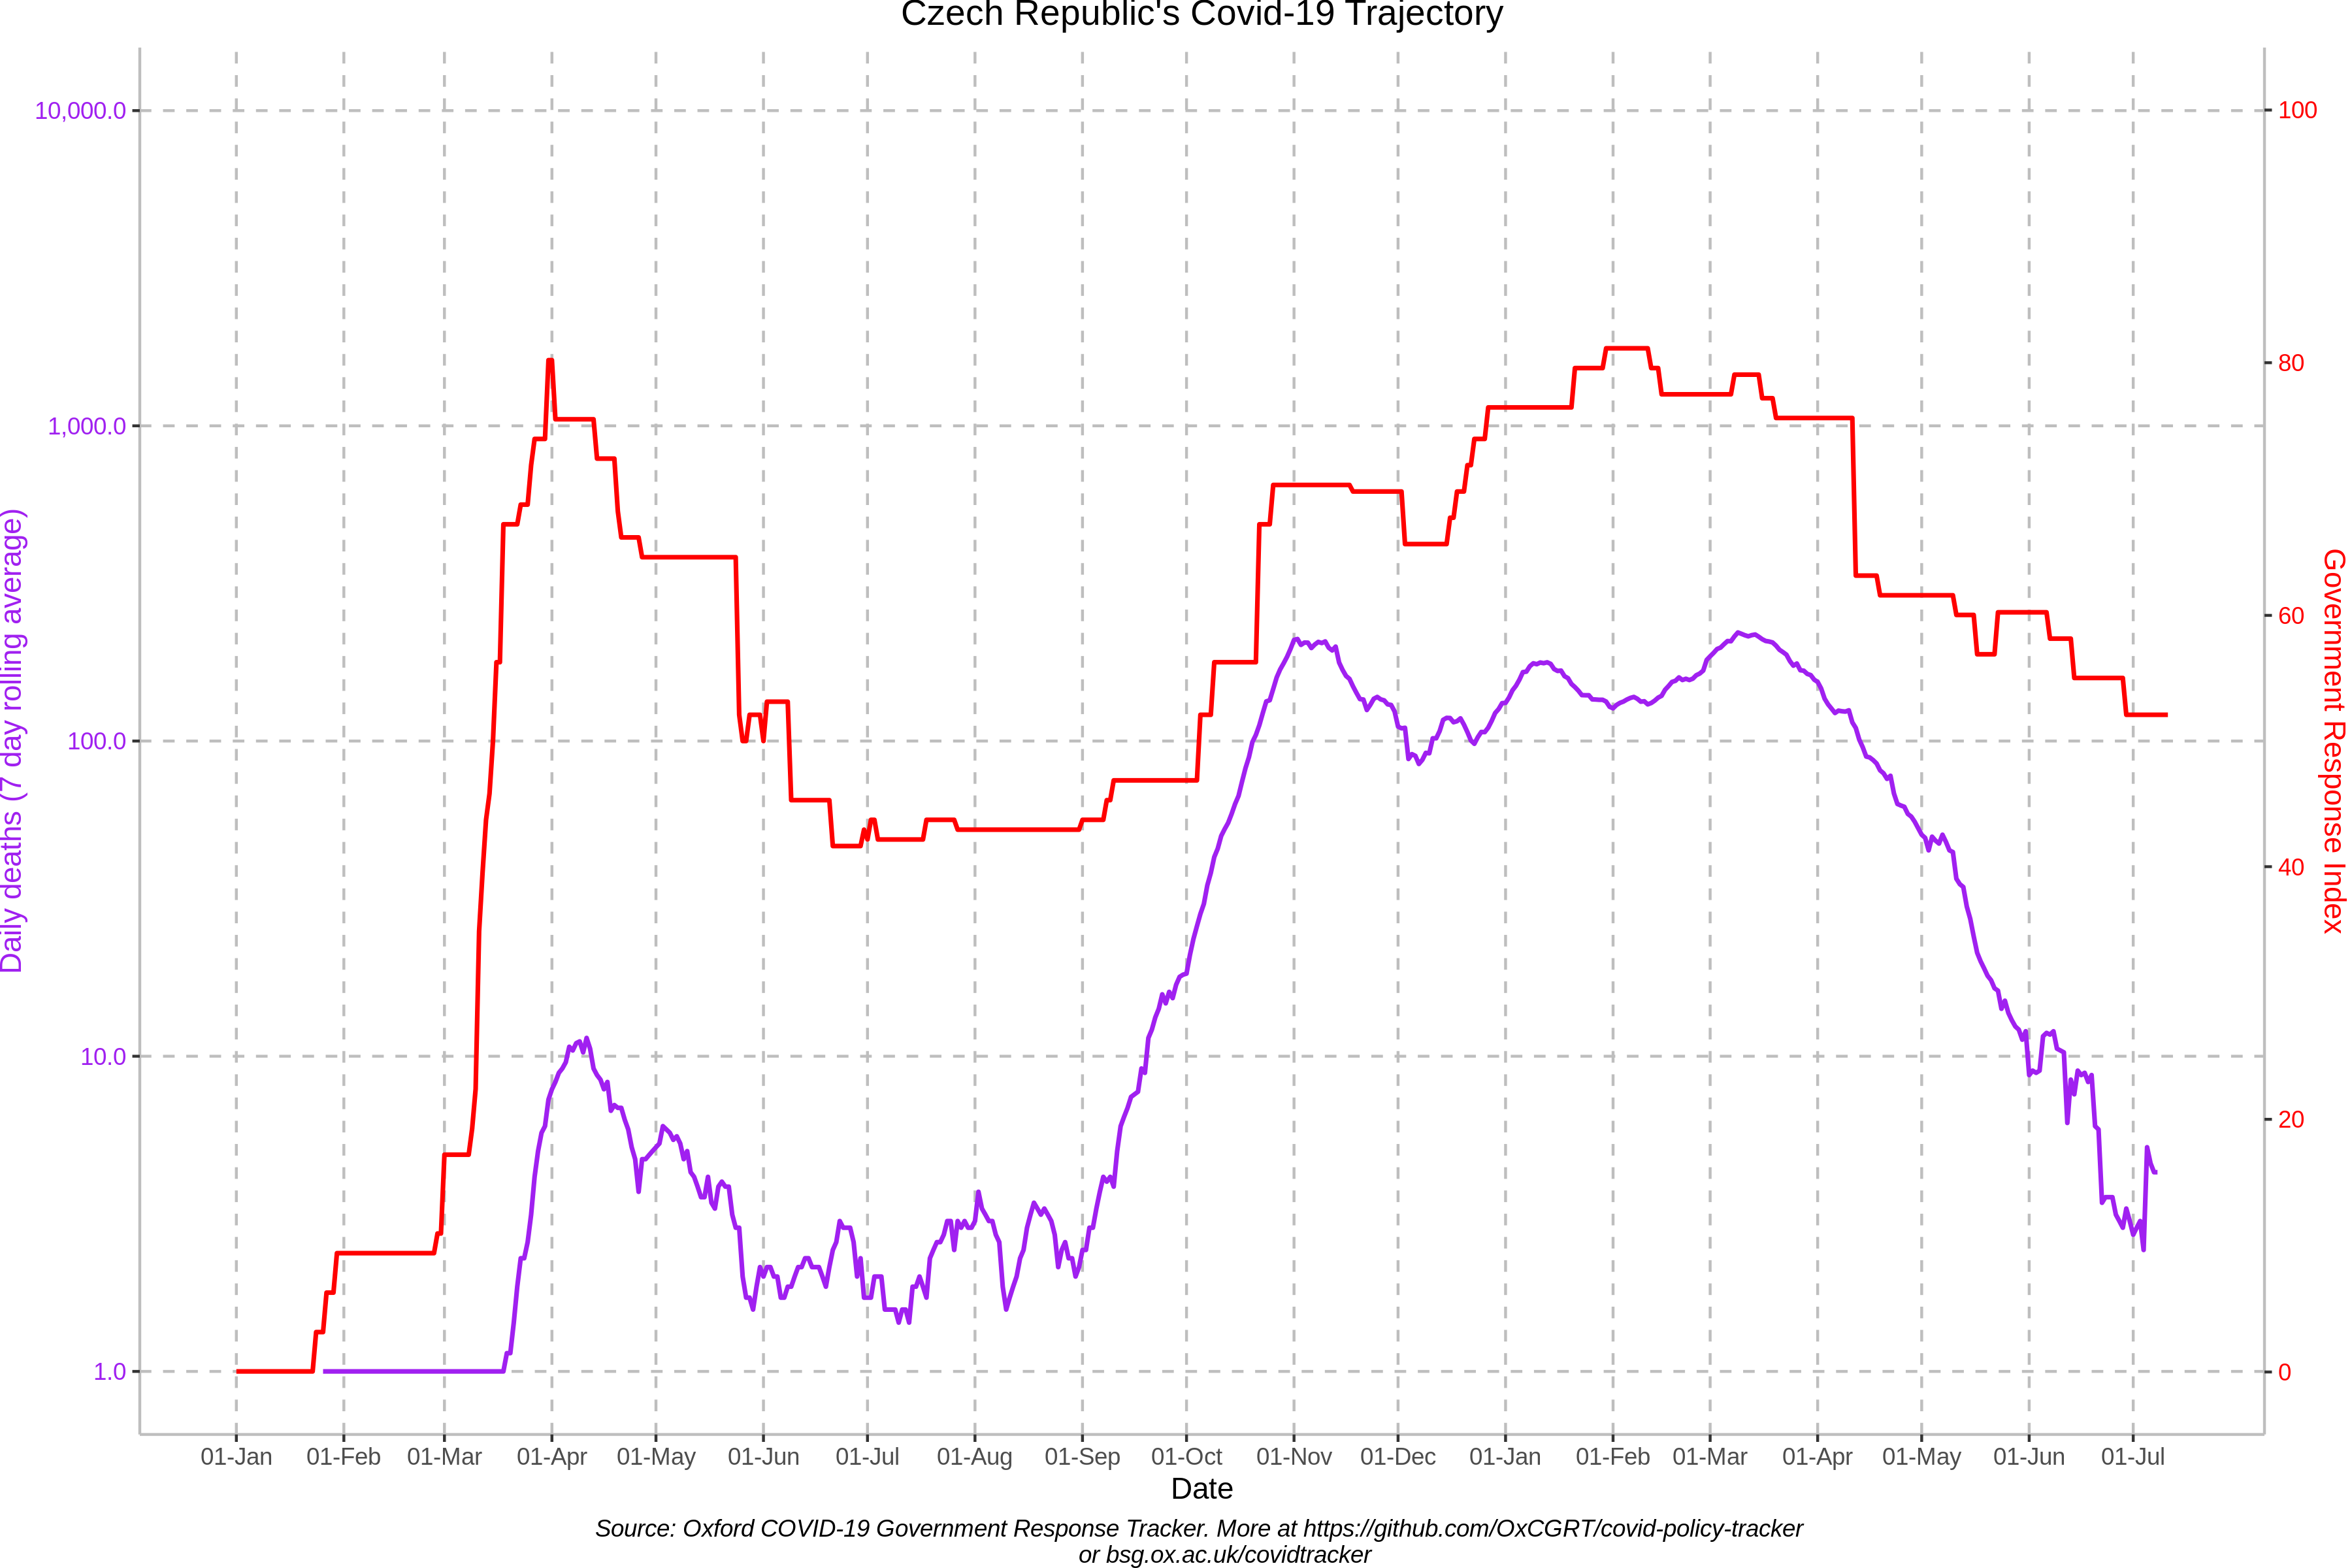 Czech Republic's Covid-19 Trajectory
10,000.0
1,000.0
100.0
10.0
1.0
Daily deaths (7 day rolling average)
100
80
60
40
20
0
Government Response Index
01-Jan 01-Feb 01-Mar 01-Apr 01-May 01-Jun 01-Jul 01-Aug 01-Sep 01-Oct 01-Nov 01-Dec 01-Jan 01-Feb 01-Mar 01-Apr 01-May 01-Jun 01-Jul
Date
Source: Oxford COVID-19 Government Response Tracker. More at https://github.com/OxCGRT/covid-policy-tracker
or bsg.ox.ac.uk/covidtracker